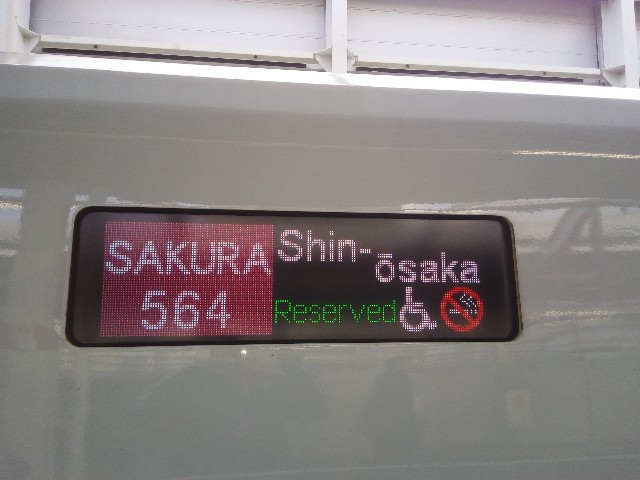 SAKURA
564
Shin-
ōsaka
Reserved